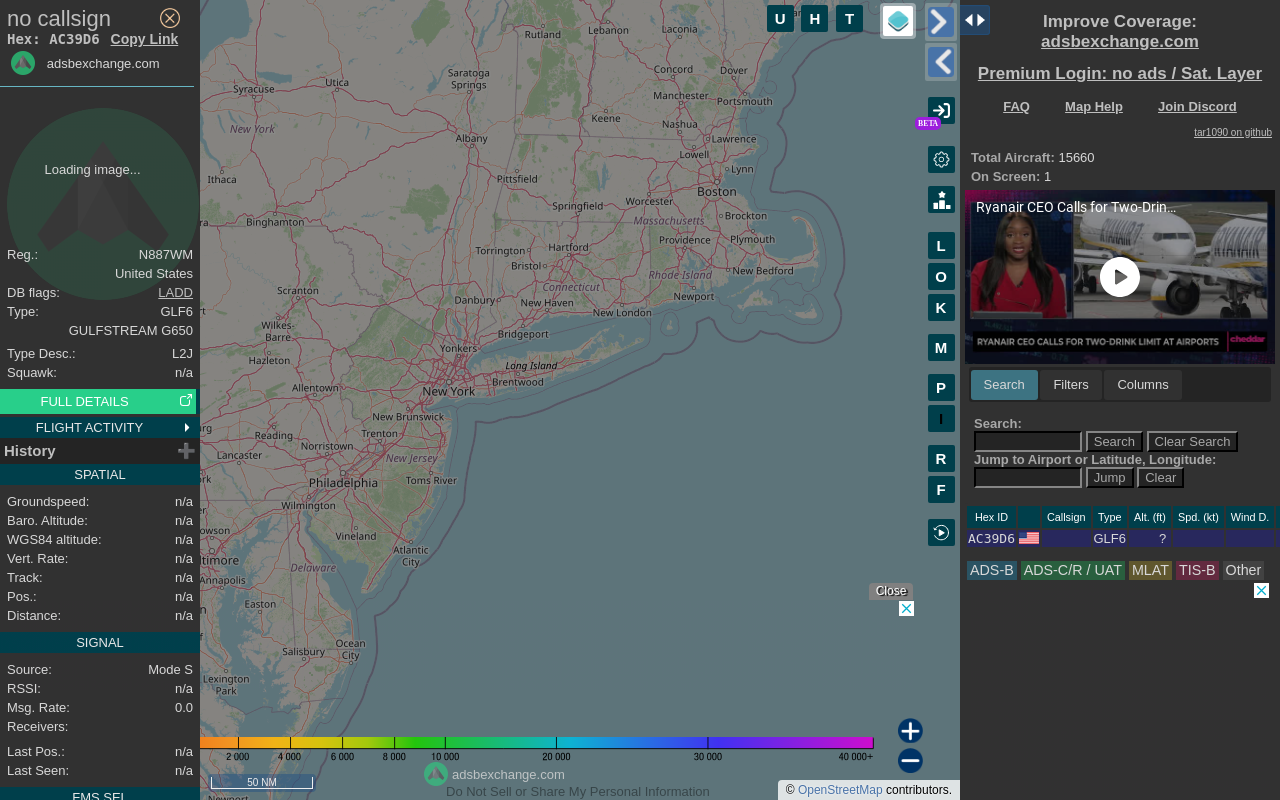 no callsign
Hex: AC39D6 Copy Link
adsbexchange.com
Loading image...
Reg.: N887WM
United States
DB flags: LADD
Type: GLF6
GULFSTREAM G650
Type Desc.: L2J
Squawk: n/a
FULL DETAILS
FLIGHT ACTIVITY
History
SPATIAL
Groundspeed: n/a
Baro. Altitude: n/a
WGS84 altitude: n/a
Vert. Rate: n/a
Track: n/a
Pos.: n/a
Distance: n/a
SIGNAL
Source: Mode S
RSSI: n/a
Msg. Rate: 0.0
Receivers:
Last Pos.: n/a
Last Seen: n/a
FMS SEL
U H T
Rutland
Lebanon
Laconia
Concord
Dover
Saratoga
Springs
Utica
Syracuse
Manchester
Portsmouth
Keene
Nashua
New York
Albany
Lawrence
Lowell
Lynn
Ithaca
Pittsfield
Boston
Worcester
Springfield
Massachusetts
Brockton
Binghamton
Providence
Plymouth
Hartford
Torrington
Bristol
New Bedford
Rhode Island
Connecticut
Scranton
Danbury
New Haven
Newport
New London
Wilkes-
Barre
Bridgeport
Yonkers
Hazleton
Long Island
Brentwood
Allentown
New York
New Brunswick
Reading
Trenton
Norristown
Lancaster
New Jersey
Philadelphia
Toms River
Wilmington
Vineland
Atlantic
City
Delaware
Annapolis
Easton
Ocean
City
Salisbury
Lexington
Park
Newport
BETA
L
O
K
M
P
I
R
F
Close
2 000 4 000 6 000 8 000 10 000 20 000 30 000 40 000+
50 NM
adsbexchange.com
Do Not Sell or Share My Personal Information
© OpenStreetMap contributors.
Improve Coverage:
adsbexchange.com
Premium Login: no ads / Sat. Layer
FAQ Map Help Join Discord
tar1090 on github
Total Aircraft: 15660
On Screen: 1
Ryanair CEO Calls for Two-Drin...
RYANAIR
RYANAIR CEO CALLS FOR TWO-DRINK LIMIT AT AIRPORTS cheddar
Search Filters Columns
Search:
Search Clear Search
Jump to Airport or Latitude, Longitude:
Jump Clear
Hex ID Callsign Type Alt. (ft) Spd. (kt) Wind D.
AC39D6 GLF6 ?
ADS-B ADS-C/R / UAT MLAT TIS-B Other